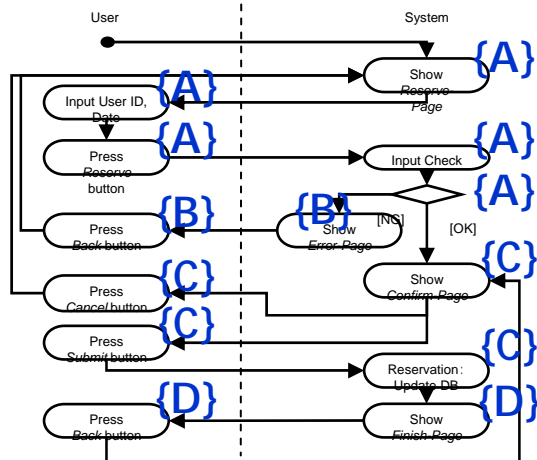 User
System
Show
Reserve
Page
{A}
Input User ID,
Date
{A}
Press
Reserve
button
{A}
Input Check
{A}
{A}
[NG]
[OK]
Show
Error Page
{B}
Press
Back button
{B}
Show
Confirm Page
{C}
Press
Cancel button
{C}
Press
Submit button
{C}
Reservation:
Update DB
{C}
Show
Finish Page
{D}
Press
Back button
{D}